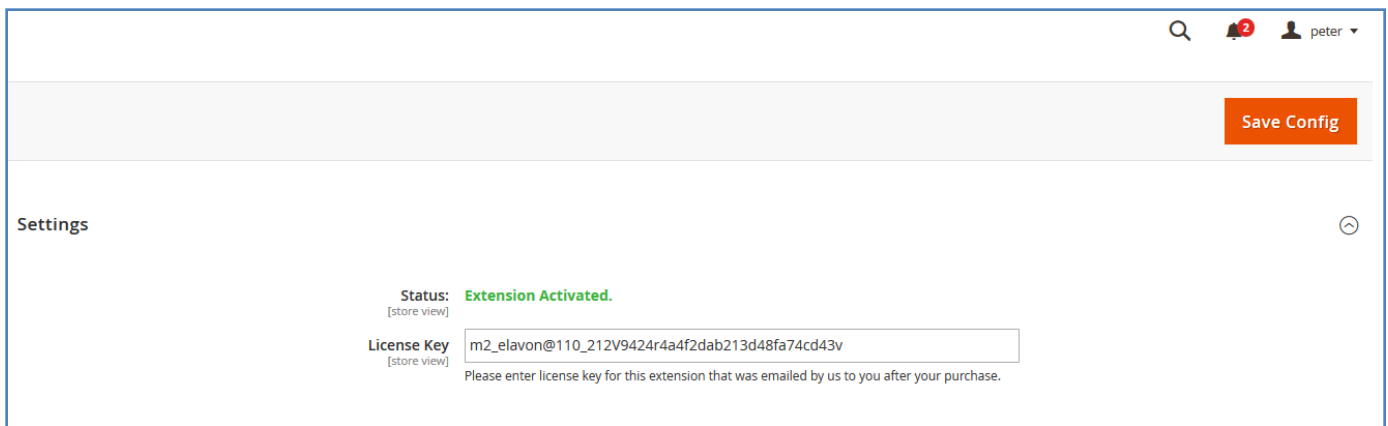 2
peter
Save Config
Settings
Status: Extension Activated.
[store view]
License Key m2_elavon@110_212V9424r4a4f2dab213d48fa74cd43v
[store view]
Please enter license key for this extension that was emailed by us to you after your purchase.